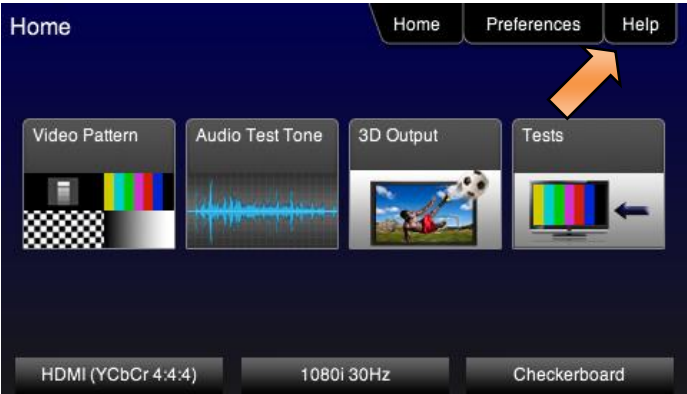 Home
Home
Preferences
Help
Video Pattern
Audio Test Tone
3D Output
Tests
HDMI (YCbCr 4:4:4)
1080i 30Hz
Checkerboard